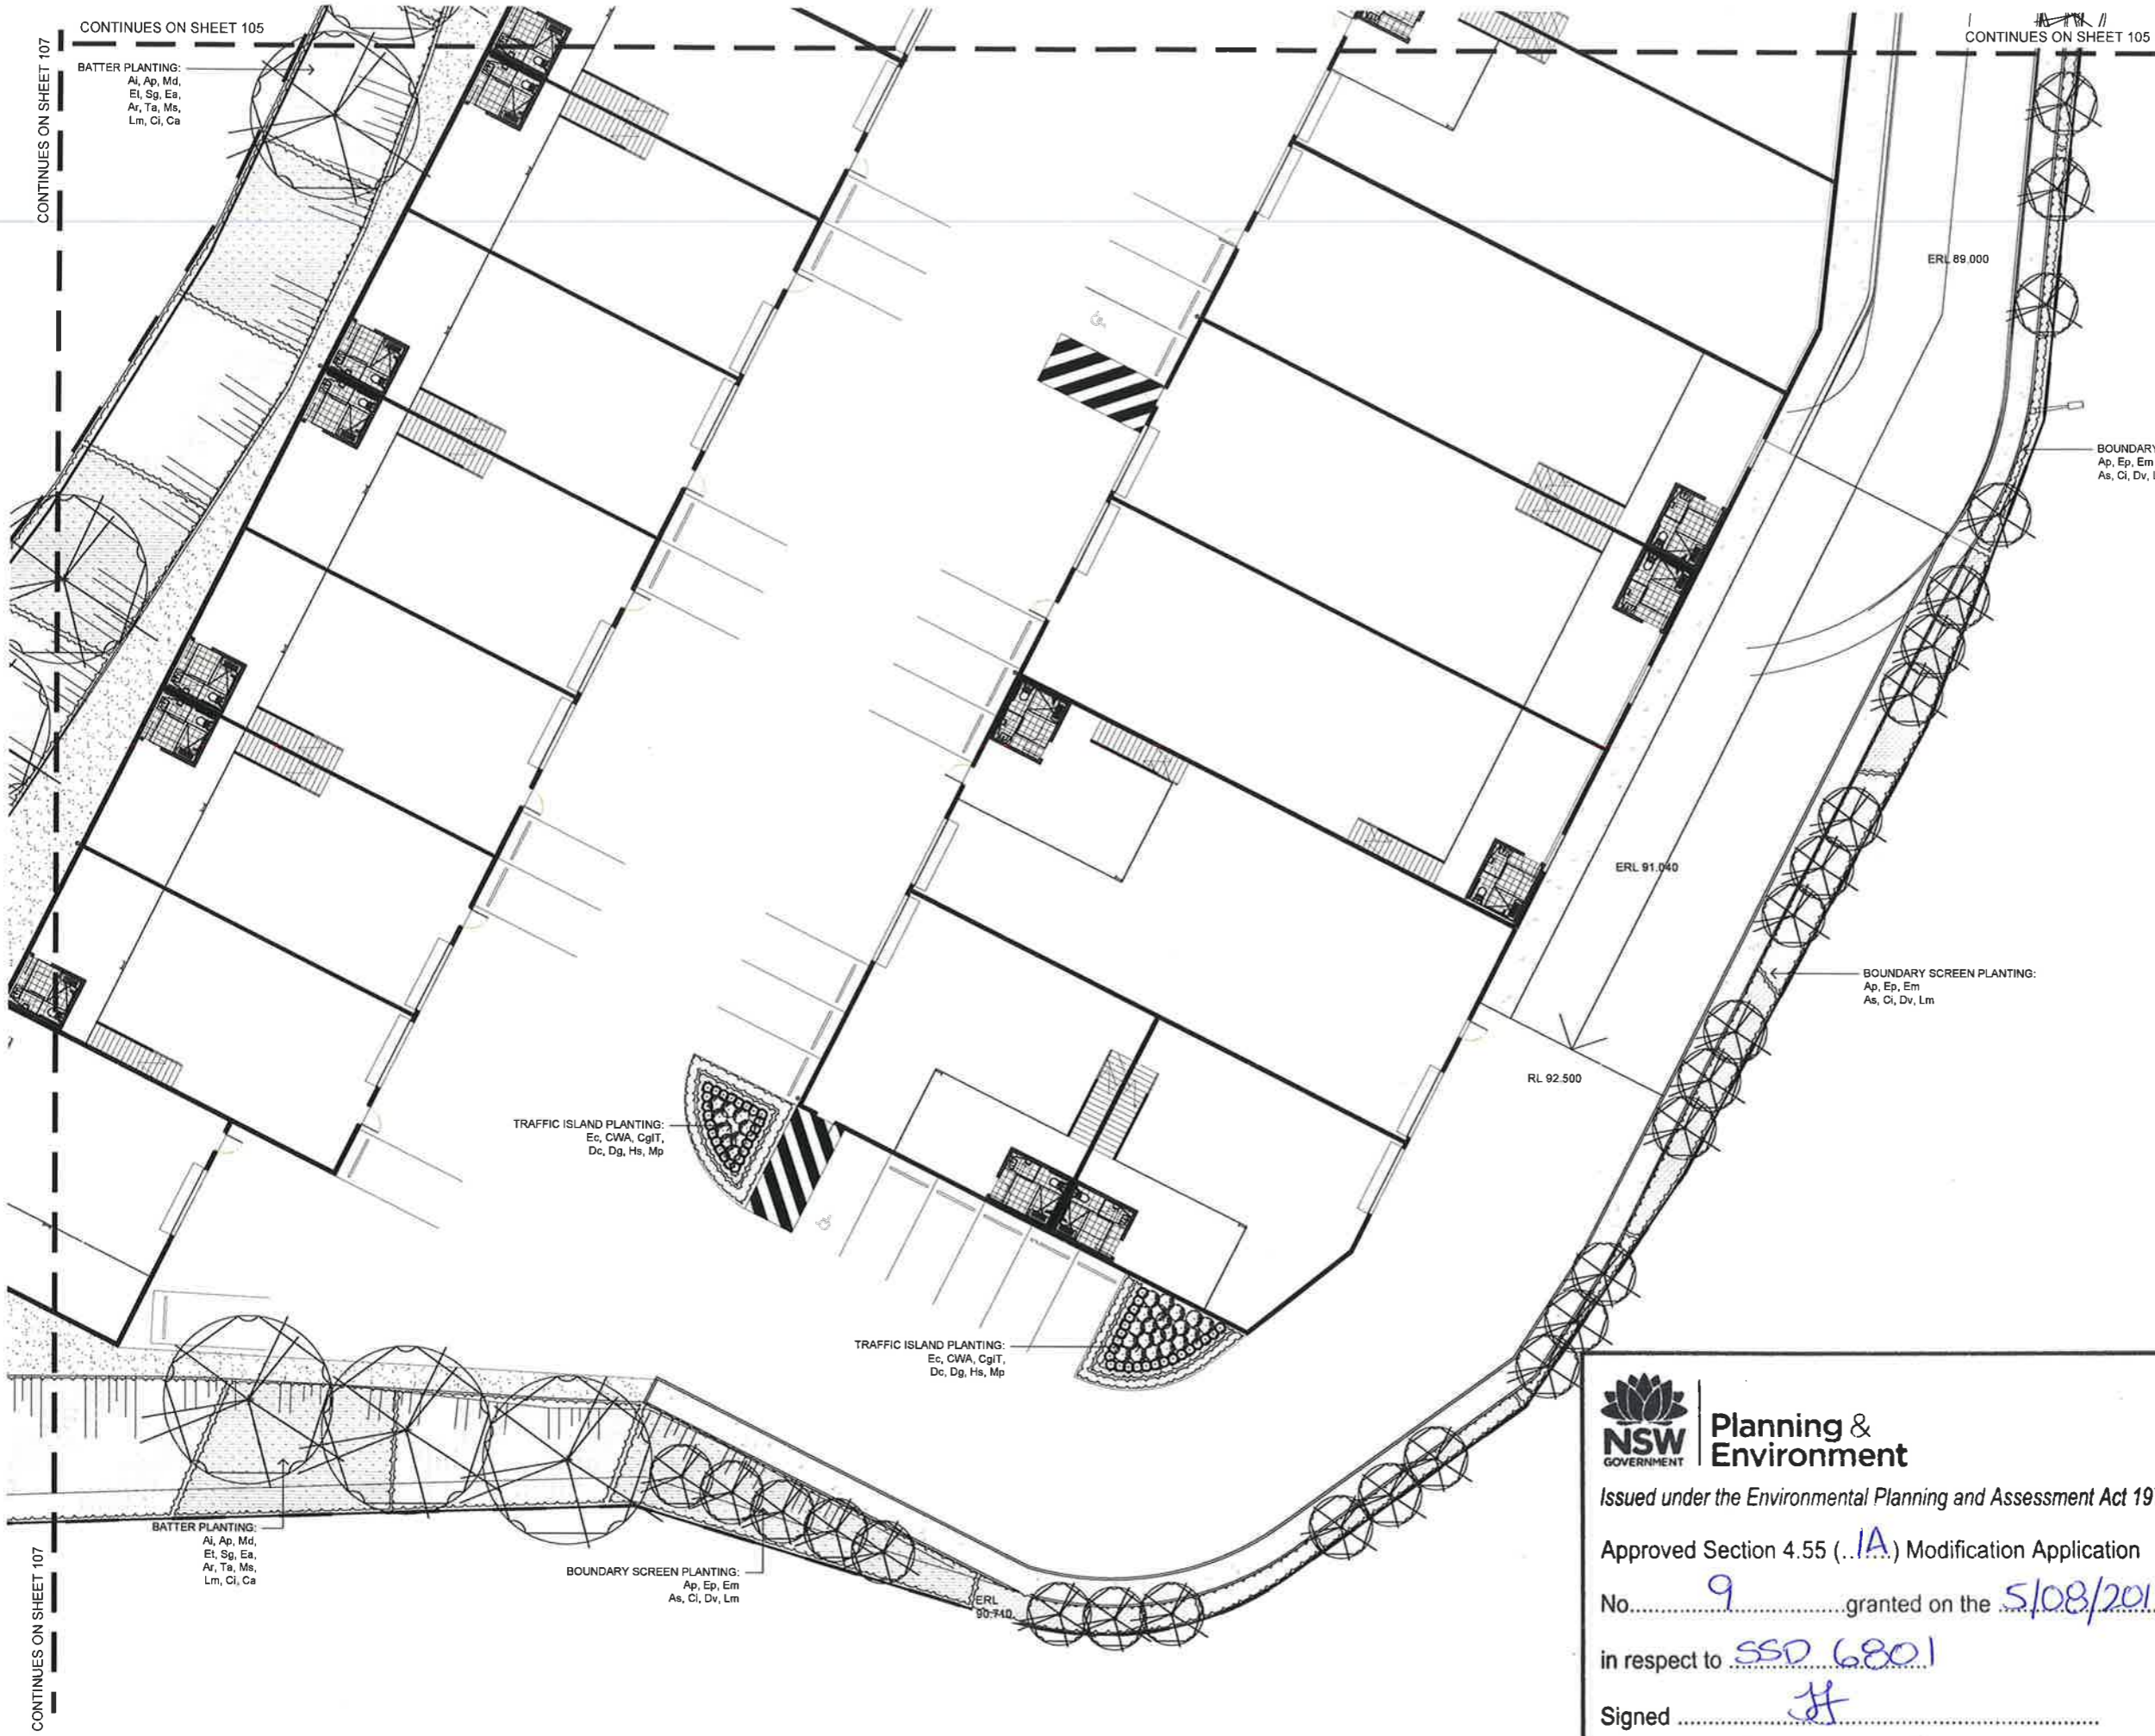 CONTINUES ON SHEET 105
CONTINUES ON SHEET 105
CONTINUES ON SHEET 107
BATTER PLANTING:
Ai, Ap, Md,
Et, Sg, Ea,
Ar, Ta, Ms,
Lm, Ci, Ca
ERL 89.000
BOUNDARY
Ap, Ep, Em
As, Ci, Dv,
ERL 91.040
BOUNDARY SCREEN PLANTING:
Ap, Ep, Em
As, Ci, Dv, Lm
RL 92.500
TRAFFIC ISLAND PLANTING:
Ec, CWA, CglT,
Dc, Dg, Hs, Mp
TRAFFIC ISLAND PLANTING:
Ec, CWA, CglT,
Dc, Dg, Hs, Mp
BATTER PLANTING:
Ai, Ap, Md,
Et, Sg, Ea,
Ar, Ta, Ms,
Lm, Ci, Ca
BOUNDARY SCREEN PLANTING:
Ap, Ep, Em
As, Ci, Dv, Lm
ERL
90.710
CONTINUES ON SHEET 107
NSW
GOVERNMENT
Planning &
Environment
Issued under the Environmental Planning and Assessment Act 19
Approved Section 4.55 (..1A..) Modification Application
No. 9 granted on the 5/08/201
in respect to SSD 6801
Signed